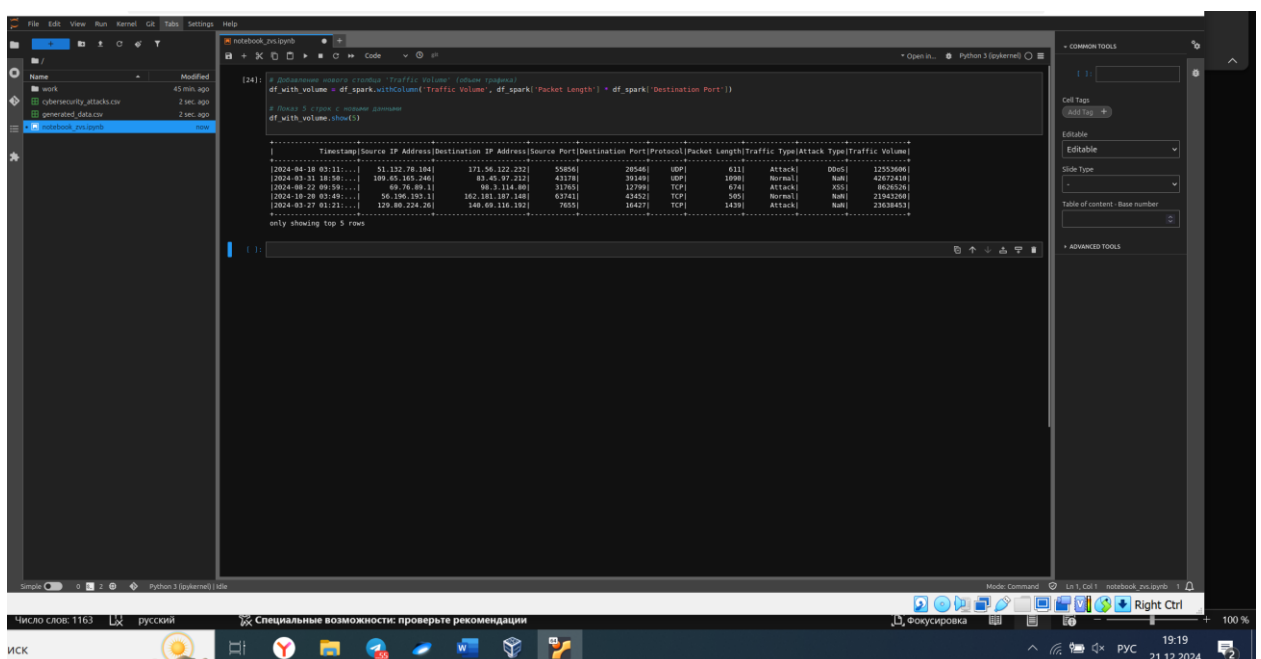 File Edit View Run Kernel Git Tabs Settings Help
notebook_zvs.ipynb
Code
Open in...
Python 3 (ipykernel)
/
Name Modified
work 45 min. ago
cybersecurity_attacks.csv 2 sec. ago
generated_data.csv 2 sec. ago
notebook_zvs.ipynb now
[24]: # Добавление нового столбца 'Traffic Volume' (объем трафика)
df_with_volume = df_spark.withColumn('Traffic Volume', df_spark['Packet Length'] * df_spark['Destination Port'])
# Показ 5 строк с новыми данными
df_with_volume.show(5)
| Timestamp|Source IP Address|Destination IP Address|Source Port|Destination Port|Protocol|Packet Length|Traffic Type|Attack Type|Traffic Volume|
|2024-04-10 03:11:...| 51.132.78.104| 171.56.122.232| 55856| 20546| UDP| 611| Attack| DDoS| 12553606|
|2024-03-31 18:50:...| 109.65.165.246| 83.45.97.212| 43178| 39149| UDP| 1090| Normal| NaN| 42672410|
|2024-08-22 09:59:...| 69.76.89.1| 98.3.114.80| 31765| 12799| TCP| 674| Attack| XSS| 8626526|
|2024-10-20 03:49:...| 56.196.193.1| 162.181.187.148| 63741| 43452| TCP| 505| Normal| NaN| 21943260|
|2024-03-27 01:21:...| 129.80.224.26| 140.69.116.192| 7655| 16427| TCP| 1439| Attack| NaN| 23638453|
only showing top 5 rows
[ ]:
COMMON TOOLS
[ ]:
Cell Tags
Add Tag +
Editable
Editable
Slide Type
-
Table of content - Base number
ADVANCED TOOLS
Simple 0 2 Python 3 (ipykernel) | Idle Mode: Command Ln 1, Col 1 notebook_zvs.ipynb 1
Right Ctrl
Число слов: 1163 русский Специальные возможности: проверьте рекомендации Фокусировка 100 %
иск
55
РУС
19:19
21.12.2024
2